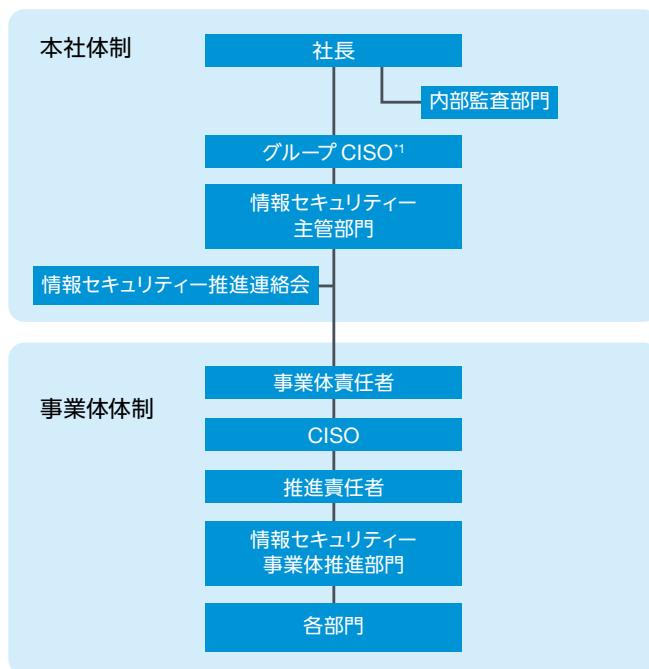 本社体制
社長
内部監査部門
グループ CISO*1
情報セキュリティー
主管部門
情報セキュリティー推進連絡会
事業体体制
事業体責任者
CISO
推進責任者
情報セキュリティー
事業体推進部門
各部門